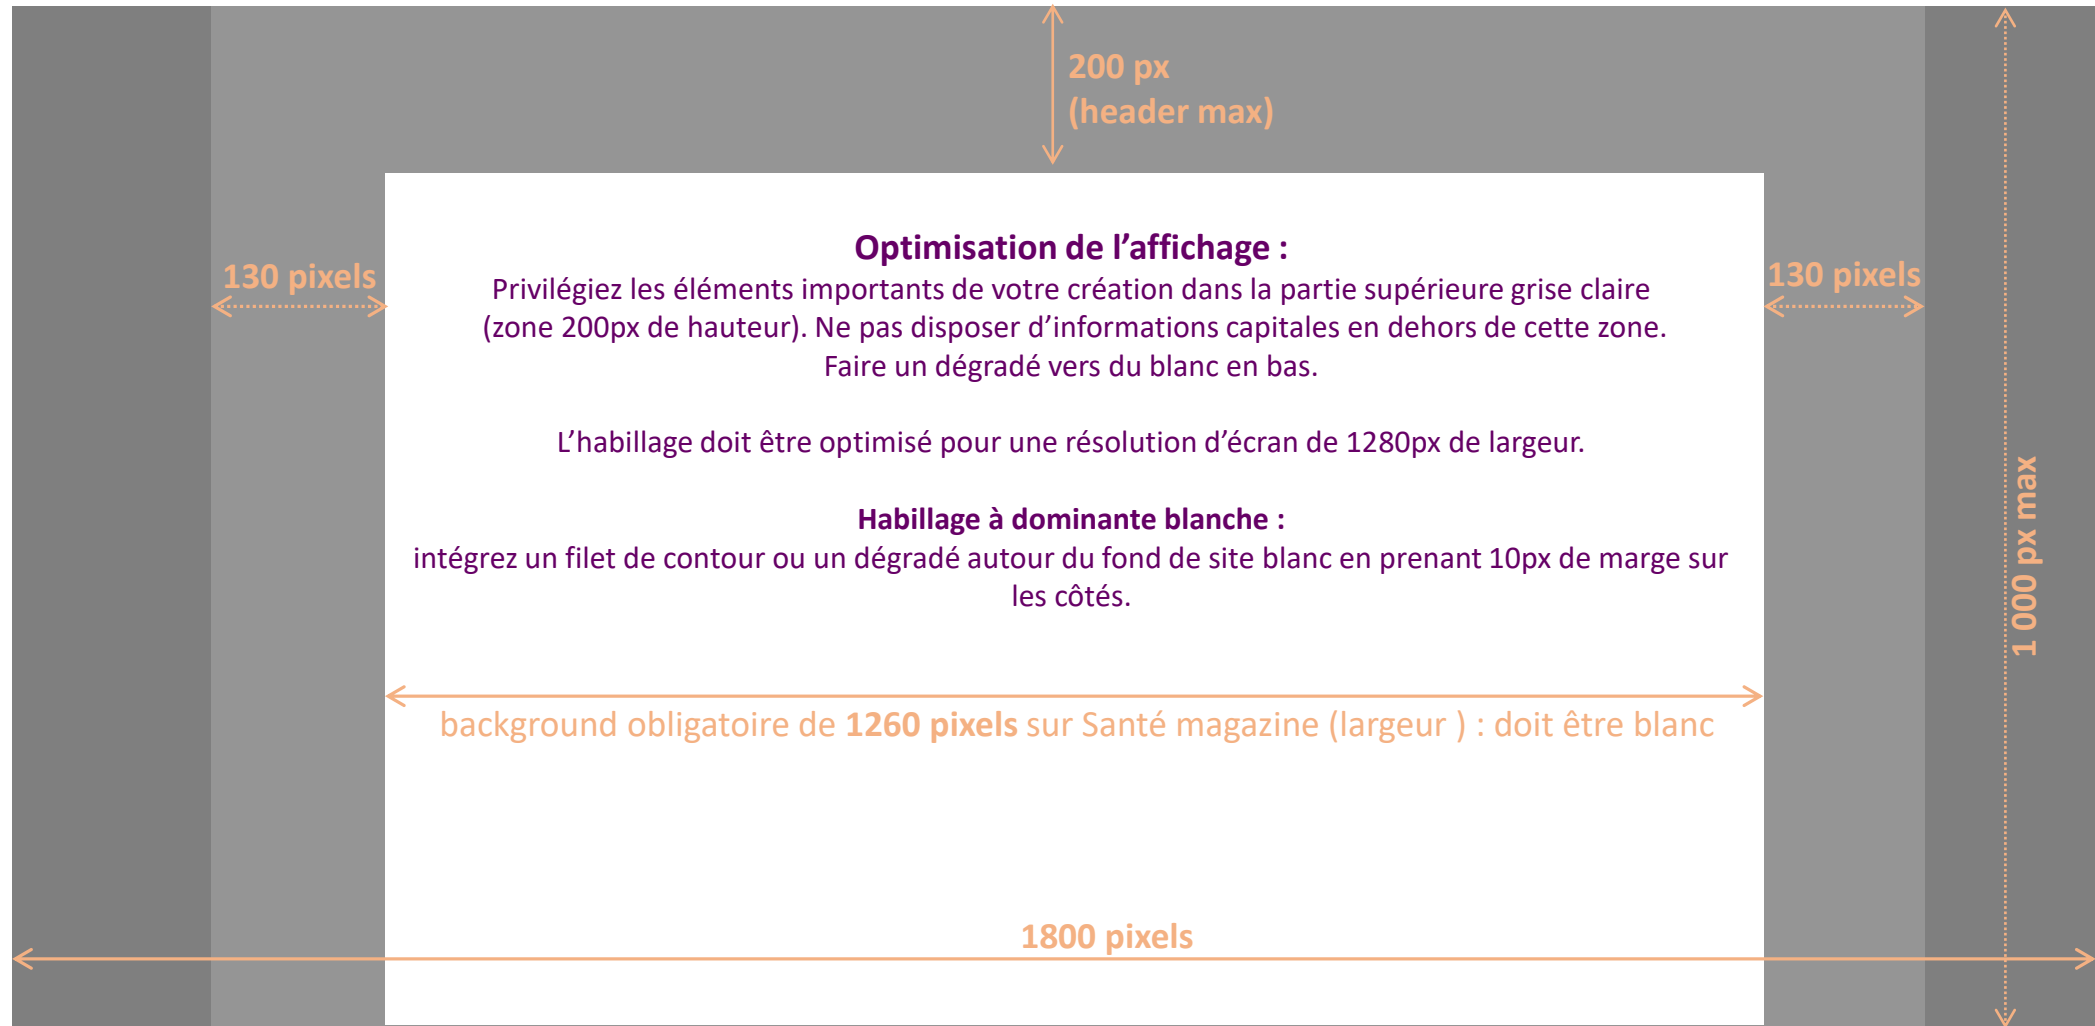 200 px
(header max)
Optimisation de l’affichage :
130 pixels
130 pixels
Privilégiez les éléments importants de votre création dans la partie supérieure grise claire
(zone 200px de hauteur). Ne pas disposer d’informations capitales en dehors de cette zone.
Faire un dégradé vers du blanc en bas.
L’habillage doit être optimisé pour une résolution d’écran de 1280px de largeur.
Habillage à dominante blanche :
intégrez un filet de contour ou un dégradé autour du fond de site blanc en prenant 10px de marge sur
les côtés.
1 000 px max
background obligatoire de 1260 pixels sur Santé magazine (largeur ) : doit être blanc
1800 pixels